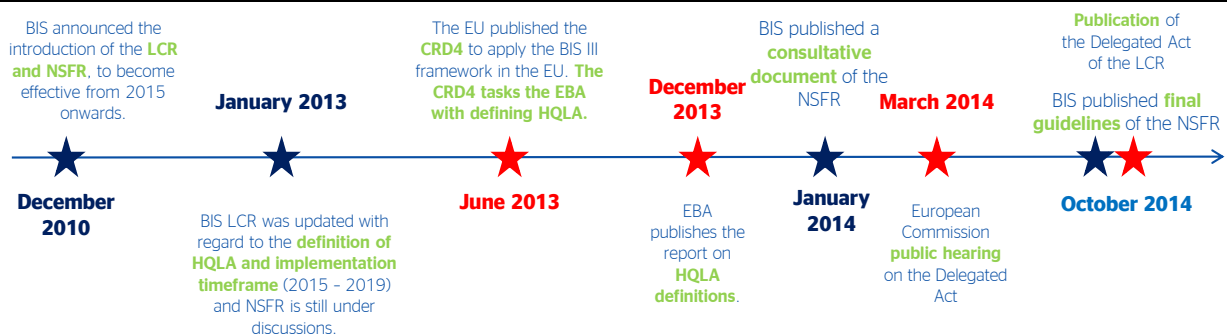 BIS announced the
introduction of the LCR
and NSFR, to become
effective from 2015
onwards.
December
2010
January 2013
BIS LCR was updated with
regard to the definition of
HQLA and implementation
timeframe (2015 – 2019)
and NSFR is still under
discussions.
The EU published the
CRD4 to apply the BIS III
framework in the EU. The
CRD4 tasks the EBA
with defining HQLA.
June 2013
December
2013
EBA
publishes the
report on
HQLA
definitions.
BIS published a
consultative
document of the
NSFR
January
2014
March 2014
European
Commission
public hearing
on the Delegated
Act
Publication of
the Delegated Act
of the LCR
BIS published final
guidelines of the NSFR
October 2014